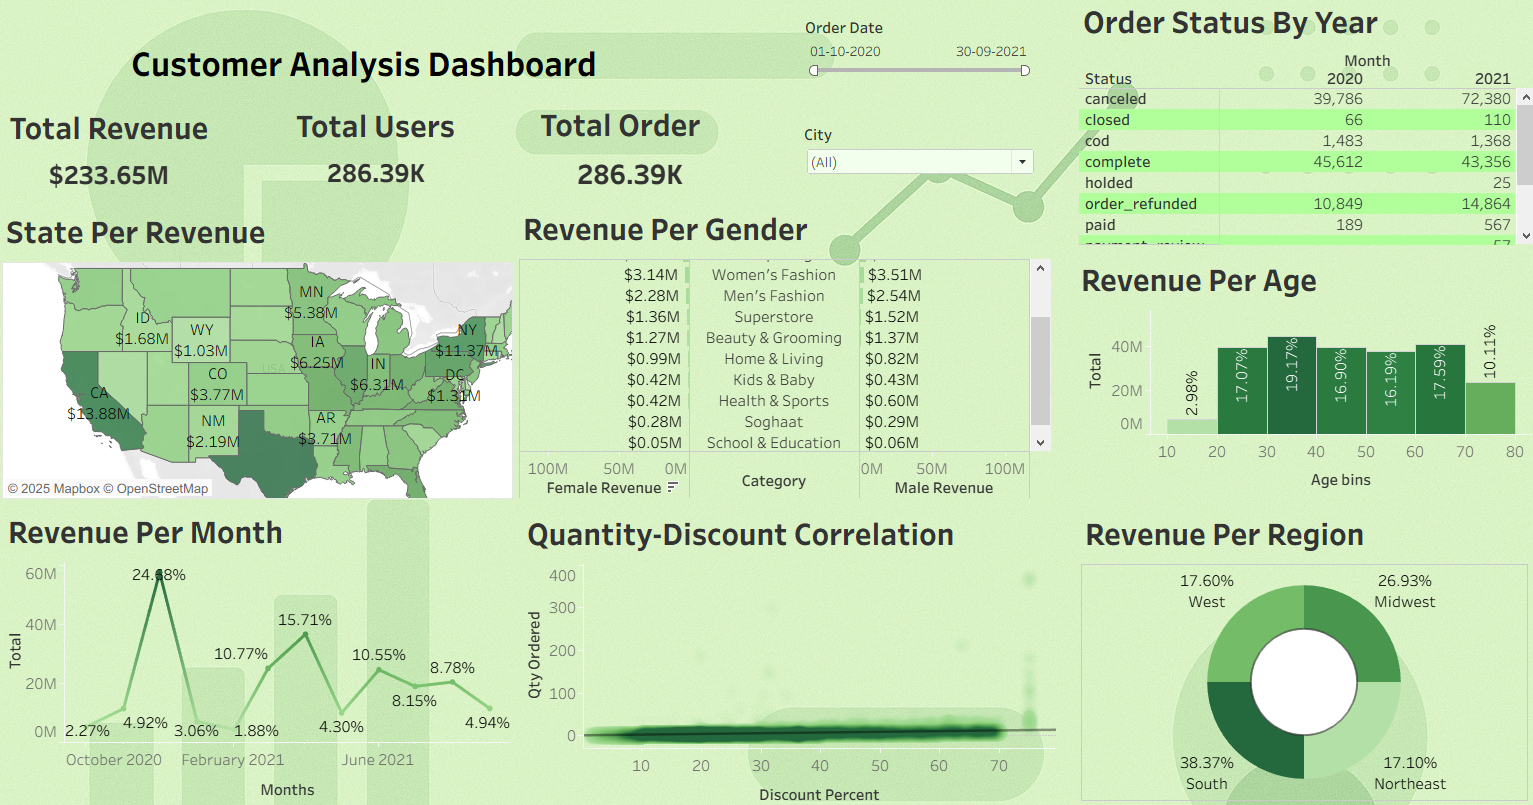 Customer Analysis Dashboard
Order Date
01-10-2020 30-09-2021
City
(All)
Total Revenue
$233.65M
Total Users
286.39K
Total Order
286.39K
Order Status By Year
Month
Status 2020 2021
canceled 39,786 72,380
closed 66 110
cod 1,483 1,368
complete 45,612 43,356
holded 25
order_refunded 10,849 14,864
paid 189 567
payment_review 57
State Per Revenue
MN
$5.38M
ID
$1.68M
WY
$1.03M
NY
$11.37M
IA
$6.25M
USA
IN
$6.31M
CO
$3.77M
DC
$1.31M
CA
$13.88M
NM
$2.19M
AR
$3.71M
© 2025 Mapbox © OpenStreetMap
Revenue Per Gender
$3.14M Women's Fashion $3.51M
$2.28M Men's Fashion $2.54M
$1.36M Superstore $1.52M
$1.27M Beauty & Grooming $1.37M
$0.99M Home & Living $0.82M
$0.42M Kids & Baby $0.43M
$0.42M Health & Sports $0.60M
$0.28M Soghaat $0.29M
$0.05M School & Education $0.06M
100M 50M 0M 0M 50M 100M
Female Revenue Category Male Revenue
Revenue Per Age
Total
40M
20M
0M
2.98%
17.07%
19.17%
16.90%
16.19%
17.59%
10.11%
10 20 30 40 50 60 70 80
Age bins
Revenue Per Month
Total
60M
40M
20M
0M
2.27%
4.92%
3.06%
1.88%
10.77%
15.71%
4.30%
10.55%
8.15%
8.78%
4.94%
October 2020 February 2021 June 2021
Months
Quantity-Discount Correlation
Qty Ordered
400
300
200
100
0
10 20 30 40 50 60 70
Discount Percent
Revenue Per Region
17.60%
West
26.93%
Midwest
38.37%
South
17.10%
Northeast